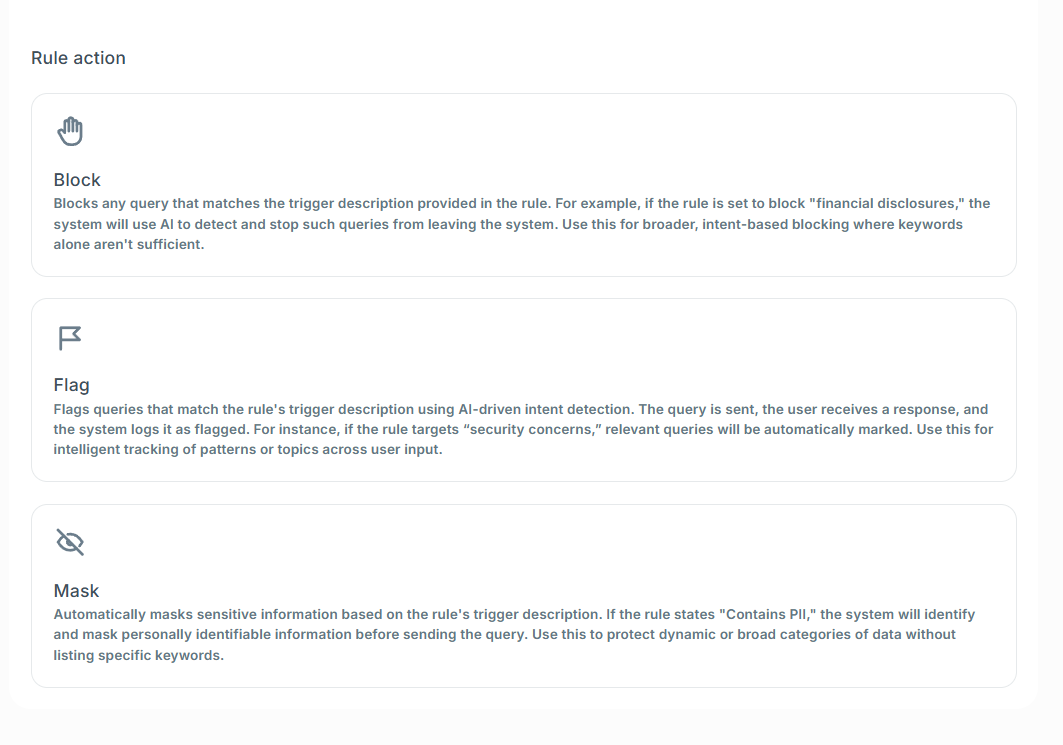 Rule action
Block
Blocks any query that matches the trigger description provided in the rule. For example, if the rule is set to block "financial disclosures," the
system will use AI to detect and stop such queries from leaving the system. Use this for broader, intent-based blocking where keywords
alone aren't sufficient.
Flag
Flags queries that match the rule's trigger description using AI-driven intent detection. The query is sent, the user receives a response, and
the system logs it as flagged. For instance, if the rule targets “security concerns,” relevant queries will be automatically marked. Use this for
intelligent tracking of patterns or topics across user input.
Mask
Automatically masks sensitive information based on the rule's trigger description. If the rule states "Contains PII," the system will identify
and mask personally identifiable information before sending the query. Use this to protect dynamic or broad categories of data without
listing specific keywords.